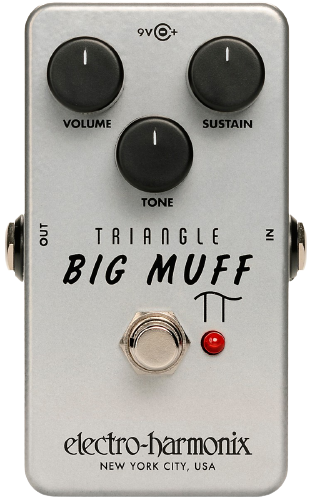 9V +
VOLUME SUSTAIN
TONE
OUT
IN
TRIANGLE
BIG MUFF
π
electro-harmonix
NEW YORK CITY, USA